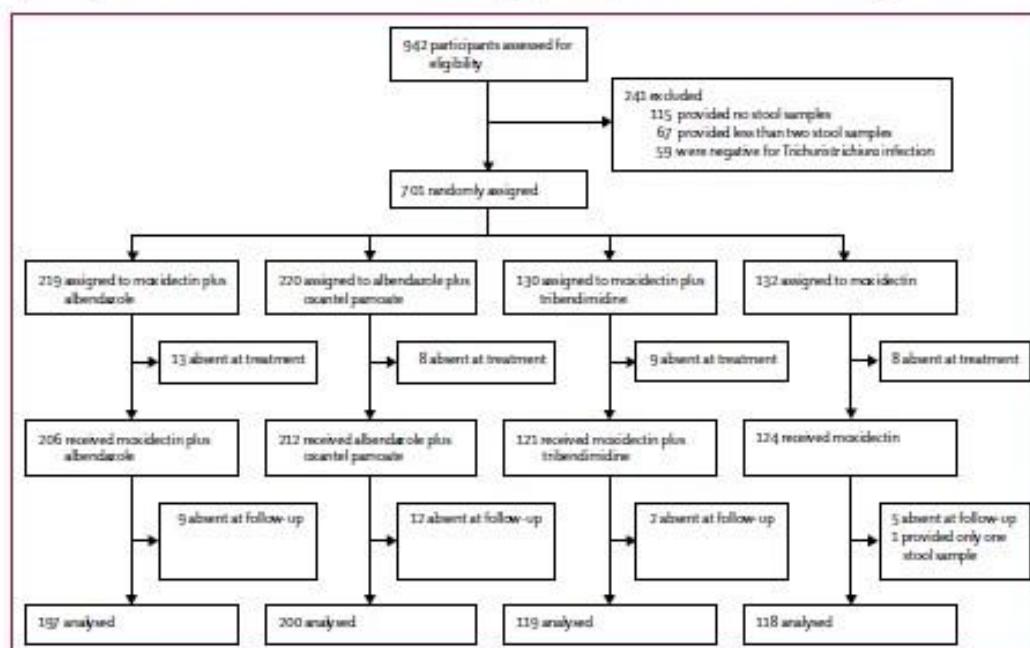 942 participants assessed for
eligibility
241 excluded
115 provided no stool samples
67 provided less than two stool samples
59 were negative for Trichuris trichiura infection
701 randomly assigned
219 assigned to moxidectin plus
albendazole
220 assigned to albendazole plus
oxantel pamoate
130 assigned to moxidectin plus
tribendimidine
132 assigned to moxidectin
13 absent at treatment
8 absent at treatment
9 absent at treatment
8 absent at treatment
206 received moxidectin plus
albendazole
212 received albendazole plus
oxantel pamoate
121 received moxidectin plus
tribendimidine
124 received moxidectin
9 absent at follow-up
12 absent at follow-up
2 absent at follow-up
5 absent at follow-up
1 provided only one
stool sample
197 analysed
200 analysed
119 analysed
118 analysed